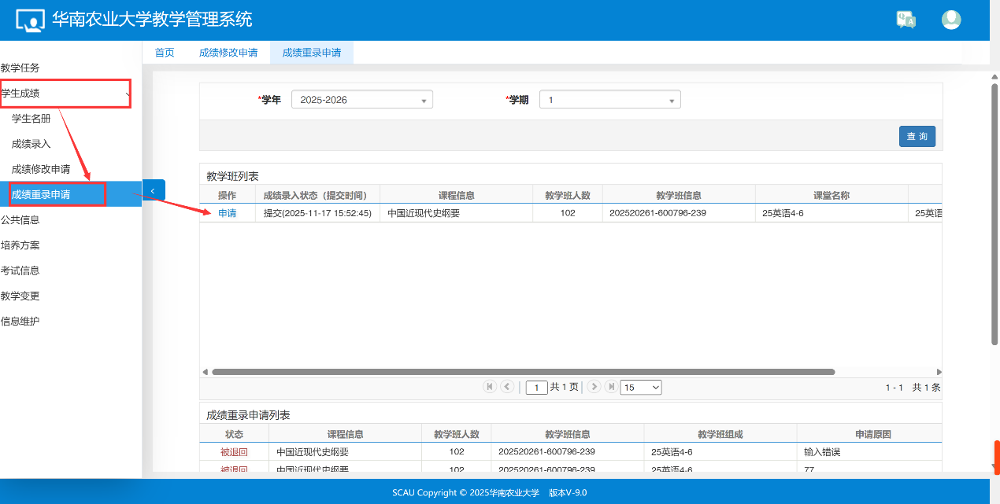 华南农业大学教学管理系统
首页 成绩修改申请 成绩重录申请
教学任务
学生成绩
学生名册
成绩录入
成绩修改申请
成绩重录申请
公共信息
培养方案
考试信息
教学变更
信息维护
*学年 2025-2026 *学期 1
查 询
教学班列表
操作 成绩录入状态（提交时间） 课程信息 教学班人数 教学班信息 课堂名称
申请 提交(2025-11-17 15:52:45) 中国近现代史纲要 102 202520261-600796-239 25英语4-6 25英语
1 共 1 页 15 1 - 1 共 1 条
成绩重录申请列表
状态 课程信息 教学班人数 教学班信息 教学班组成 申请原因
被退回 中国近现代史纲要 102 202520261-600796-239 25英语4-6 输入错误
被退回 中国近现代史纲要 102 202520261-600796-239 25英语4-6 77
SCAU Copyright © 2025华南农业大学 版本V-9.0